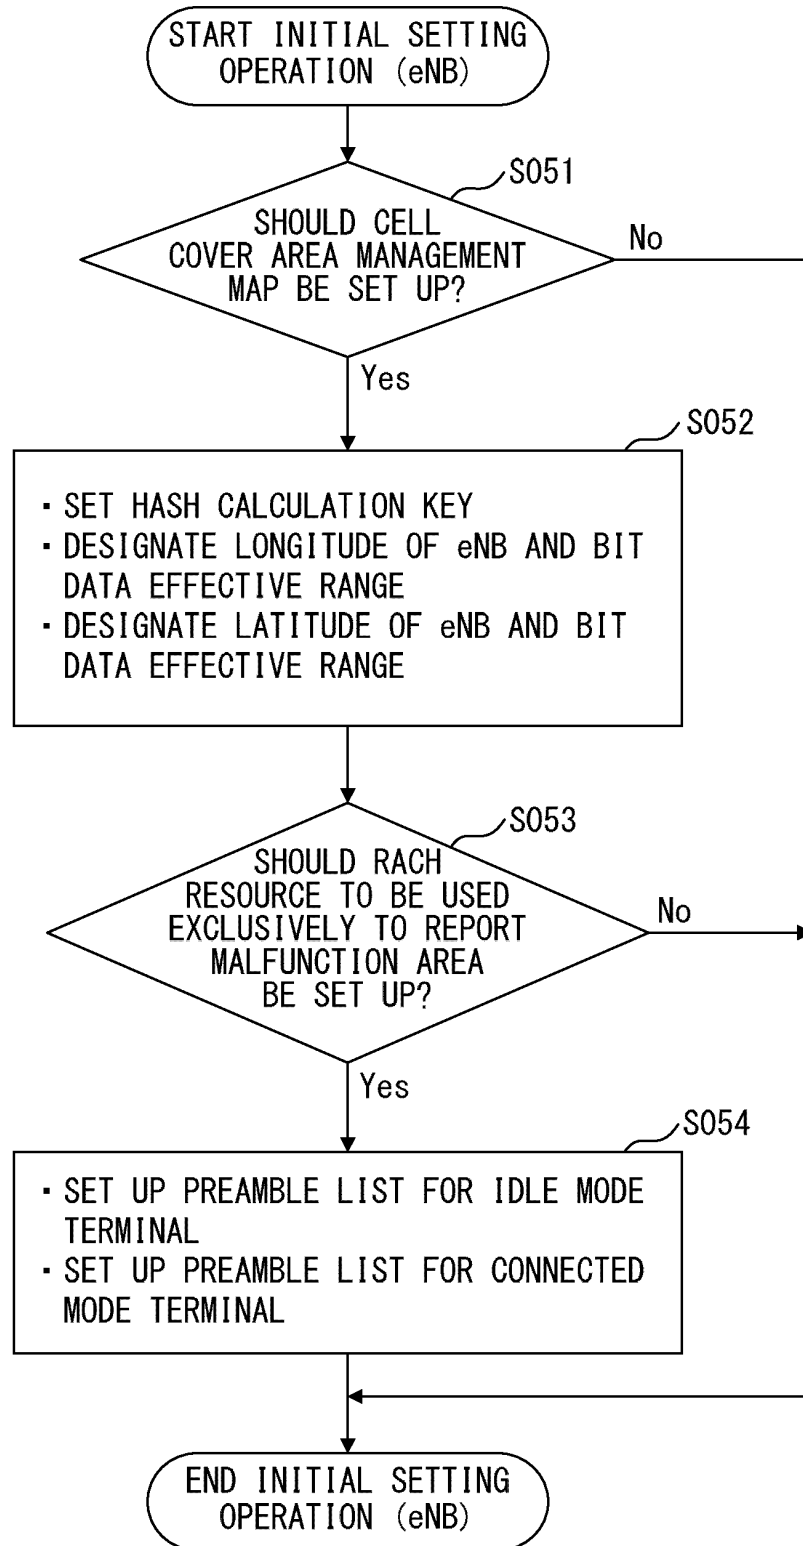 START INITIAL SETTING
OPERATION (eNB)
S051
SHOULD CELL
COVER AREA MANAGEMENT
MAP BE SET UP?
No
Yes
S052
・SET HASH CALCULATION KEY
・DESIGNATE LONGITUDE OF eNB AND BIT
DATA EFFECTIVE RANGE
・DESIGNATE LATITUDE OF eNB AND BIT
DATA EFFECTIVE RANGE
S053
SHOULD RACH
RESOURCE TO BE USED
EXCLUSIVELY TO REPORT
MALFUNCTION AREA
BE SET UP?
No
Yes
S054
・SET UP PREAMBLE LIST FOR IDLE MODE
TERMINAL
・SET UP PREAMBLE LIST FOR CONNECTED
MODE TERMINAL
END INITIAL SETTING
OPERATION (eNB)